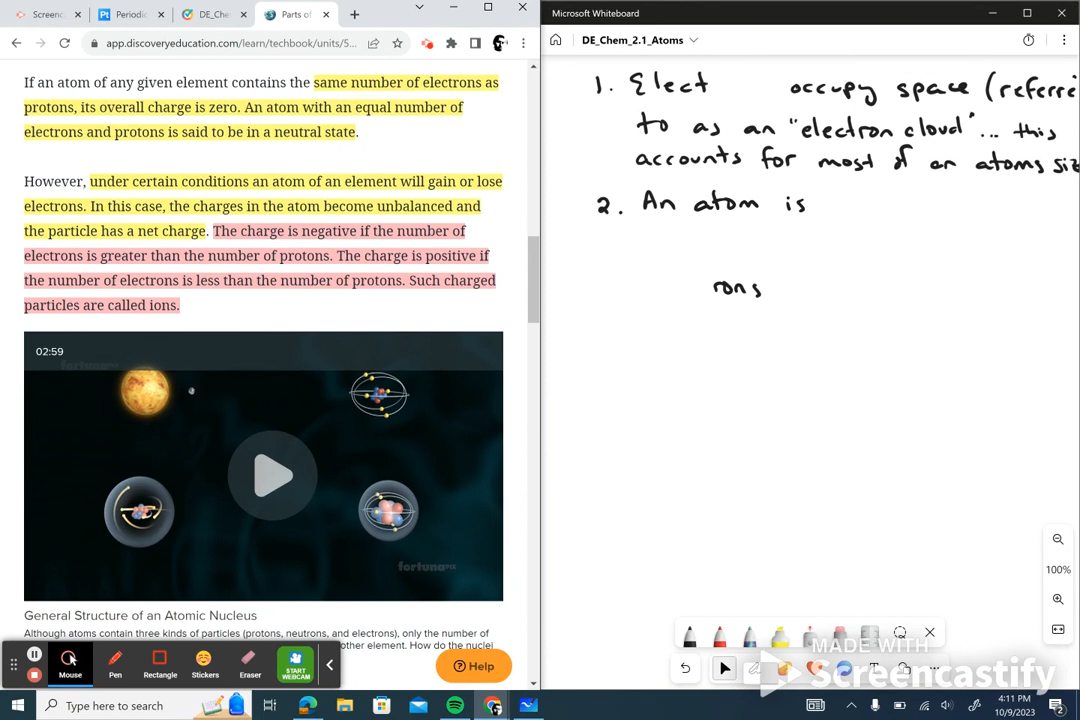 Screenc
Periodic
DE_Che
Parts of
app.discoveryeducation.com/learn/techbook/units/5...
If an atom of any given element contains the same number of electrons as
protons, its overall charge is zero. An atom with an equal number of
electrons and protons is said to be in a neutral state.
However, under certain conditions an atom of an element will gain or lose
electrons. In this case, the charges in the atom become unbalanced and
the particle has a net charge. The charge is negative if the number of
electrons is greater than the number of protons. The charge is positive if
the number of electrons is less than the number of protons. Such charged
particles are called ions.
02:59
fortunaPIX
General Structure of an Atomic Nucleus
Although atoms contain three kinds of particles (protons, neutrons, and electrons), only the number of
other element. How do the nuclei
Mouse
Pen
Rectangle
Stickers
Eraser
START
WEBCAM
Help
Microsoft Whiteboard
DE_Chem_2.1_Atoms
1. Elect occupy space (referre
to as an "electron cloud"... this
accounts for most of an atoms siz
2. An atom is
rons
100%
MADE WITH
Screencastify
Type here to search
4:11 PM
10/9/2023
2